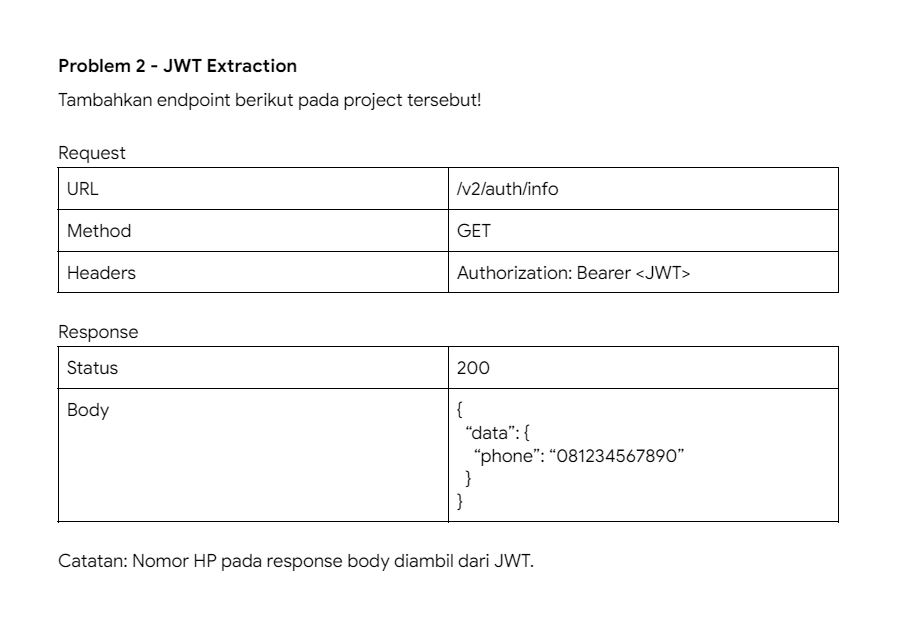 Problem 2 - JWT Extraction
Tambahkan endpoint berikut pada project tersebut!
Request
URL /v2/auth/info
Method GET
Headers Authorization: Bearer <JWT>
Response
Status 200
Body {
“data”: {
“phone”: “081234567890”
}
}
Catatan: Nomor HP pada response body diambil dari JWT.